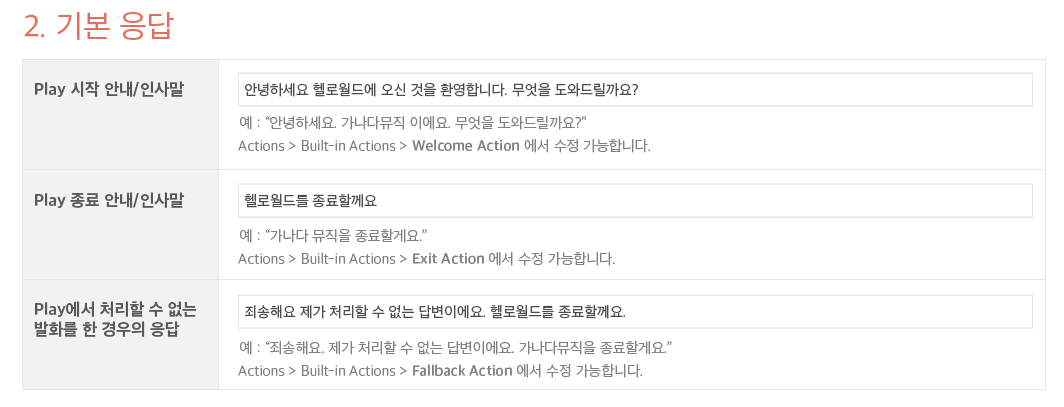 2. 기본 응답
Play 시작 안내/인사말
안녕하세요 헬로월드에 오신 것을 환영합니다. 무엇을 도와드릴까요?
예 : “안녕하세요. 가나다뮤직 이에요. 무엇을 도와드릴까요?”
Actions > Built-in Actions > Welcome Action 에서 수정 가능합니다.
Play 종료 안내/인사말
헬로월드를 종료할께요
예 : “가나다 뮤직을 종료할게요.”
Actions > Built-in Actions > Exit Action 에서 수정 가능합니다.
Play에서 처리할 수 없는
발화를 한 경우의 응답
죄송해요 제가 처리할 수 없는 답변이에요. 헬로월드를 종료할께요.
예 : “죄송해요. 제가 처리할 수 없는 답변이에요. 가나다뮤직을 종료할게요.”
Actions > Built-in Actions > Fallback Action 에서 수정 가능합니다.